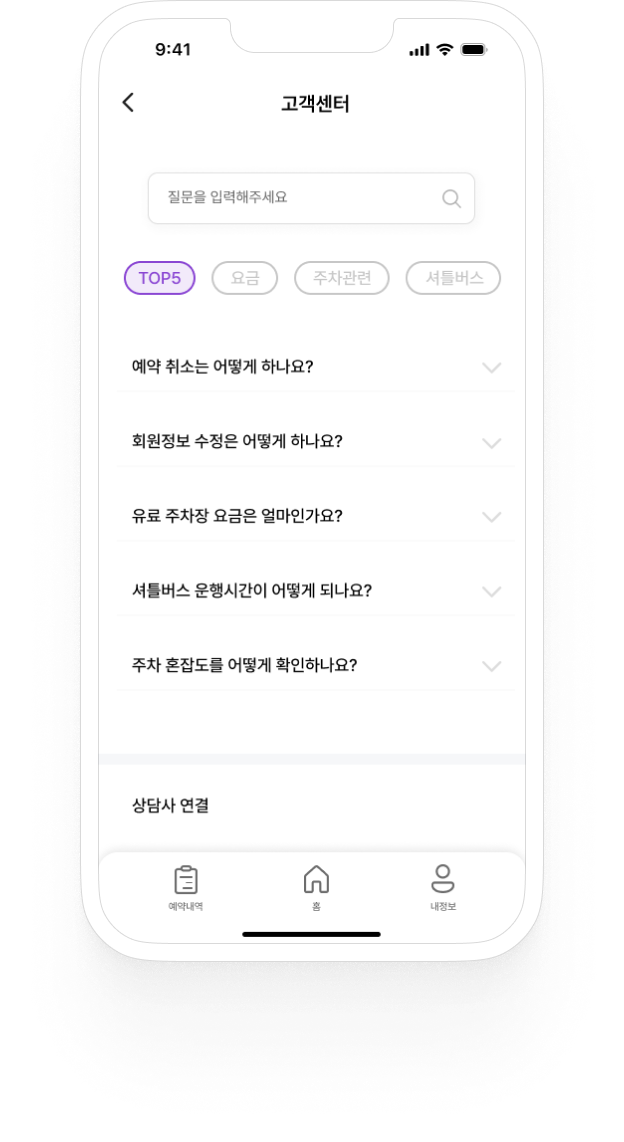 9:41
고객센터
질문을 입력해주세요
TOP5 요금 주차관련 셔틀버스
예약 취소는 어떻게 하나요?
회원정보 수정은 어떻게 하나요?
유료 주차장 요금은 얼마인가요?
셔틀버스 운행시간이 어떻게 되나요?
주차 혼잡도를 어떻게 확인하나요?
상담사 연결
예약내역 홈 내정보